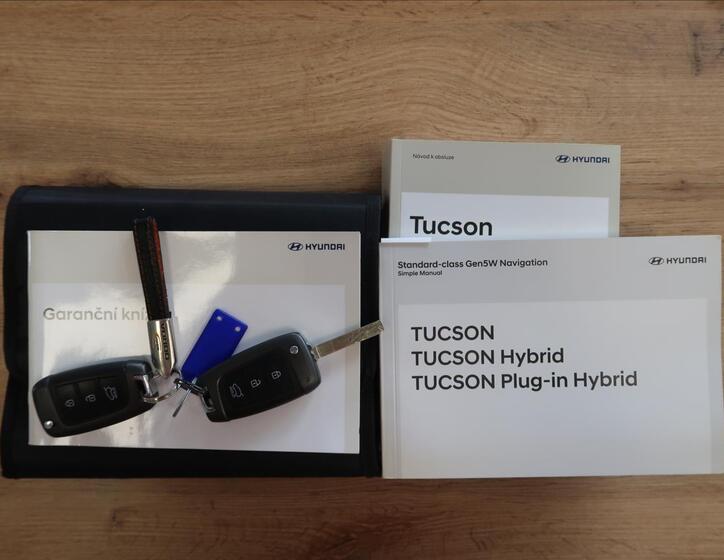 Návod k obsluze
HYUNDAI
Tucson
HYUNDAI
Garanční
Standard-class Gen5W Navigation
Simple Manual
HYUNDAI
TUCSON
TUCSON Hybrid
TUCSON Plug-in Hybrid